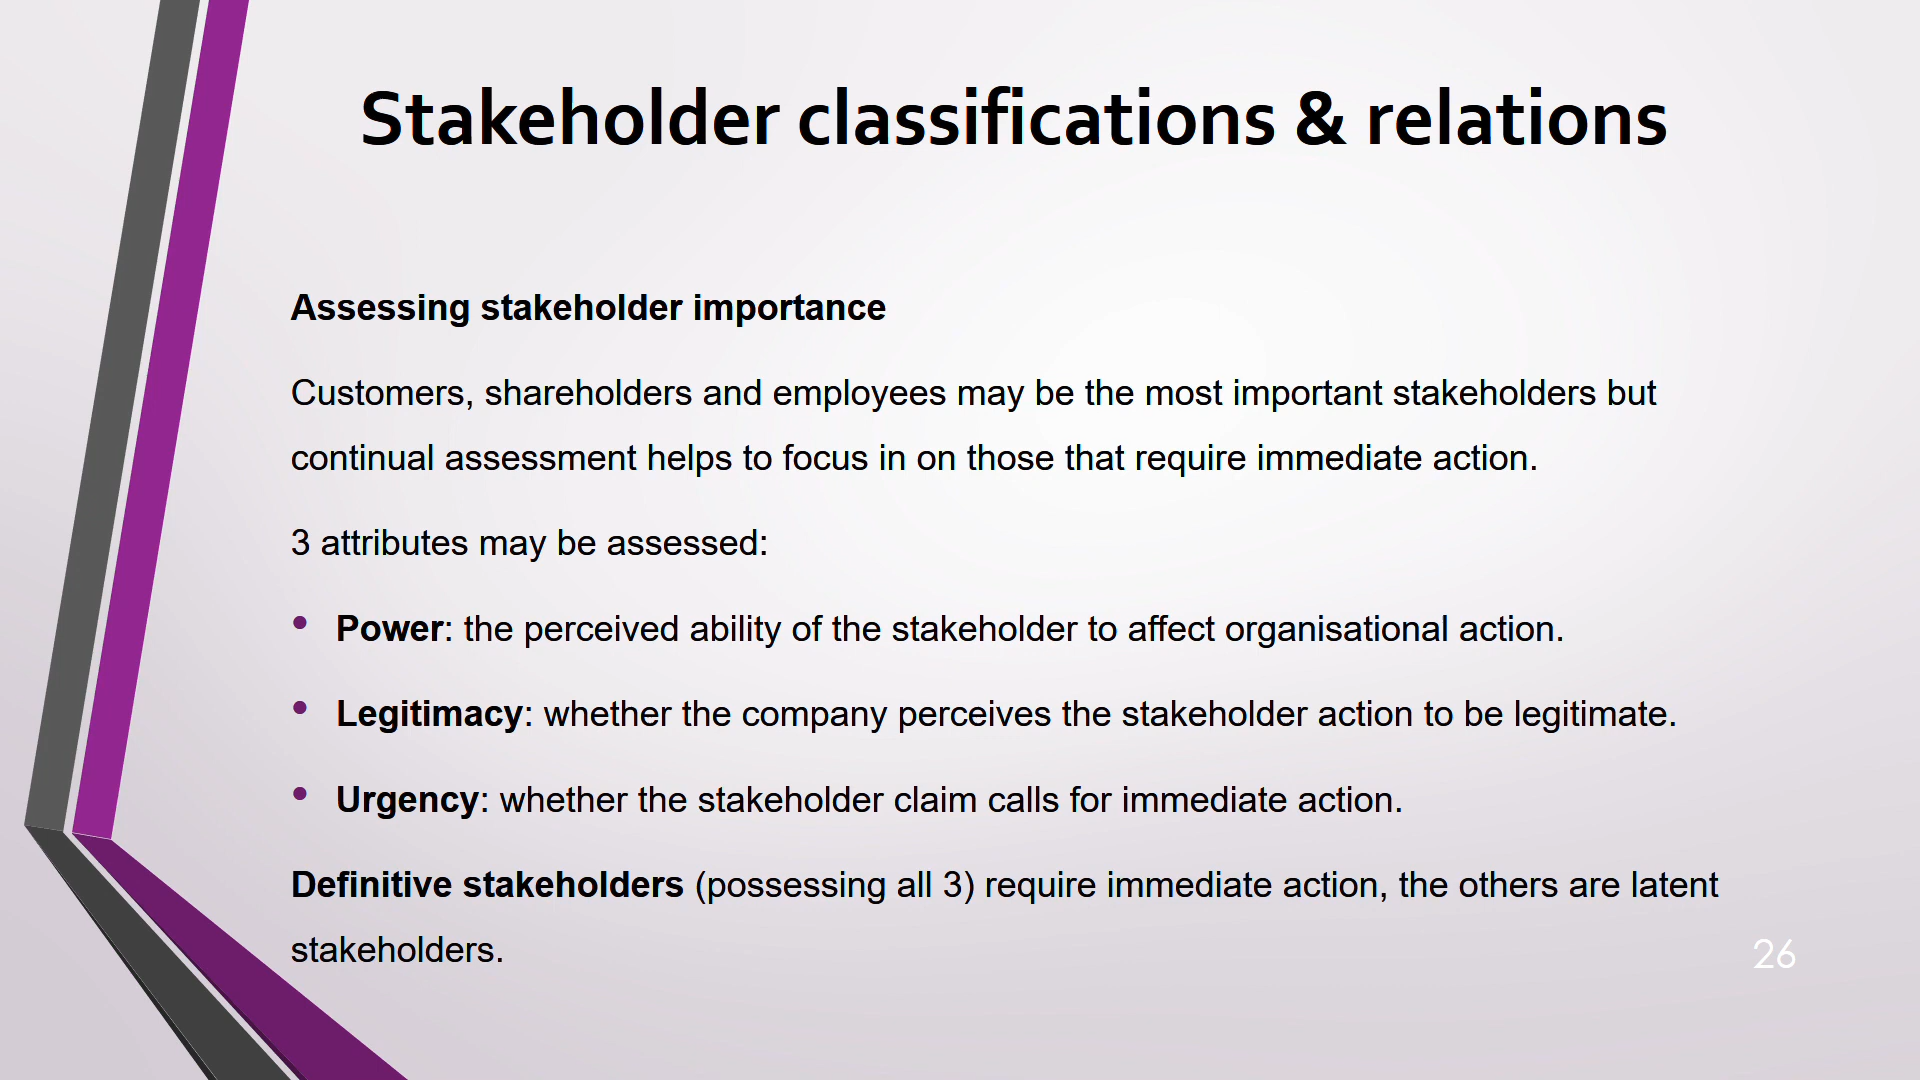 Stakeholder classifications & relations
Assessing stakeholder importance
Customers, shareholders and employees may be the most important stakeholders but
continual assessment helps to focus in on those that require immediate action.
3 attributes may be assessed:
• Power: the perceived ability of the stakeholder to affect organisational action.
• Legitimacy: whether the company perceives the stakeholder action to be legitimate.
• Urgency: whether the stakeholder claim calls for immediate action.
Definitive stakeholders (possessing all 3) require immediate action, the others are latent
stakeholders.
26